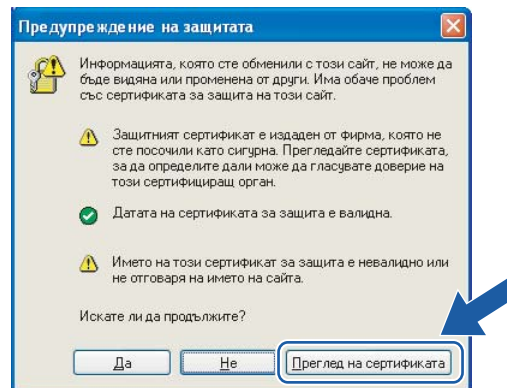 Предупреждение на защитата
Информацията, която сте обменили с този сайт, не може да
бъде видяна или променена от други. Има обаче проблем
със сертификата за защита на този сайт.
Защитният сертификат е издаден от фирма, която не
сте посочили като сигурна. Прегледайте сертификата,
за да определите дали може да гласувате доверие на
този сертифициращ орган.
Датата на сертификата за защита е валидна.
Името на този сертификат за защита е невалидно или
не отговаря на името на сайта.
Искате ли да продължите?
Да
Не
Преглед на сертификата